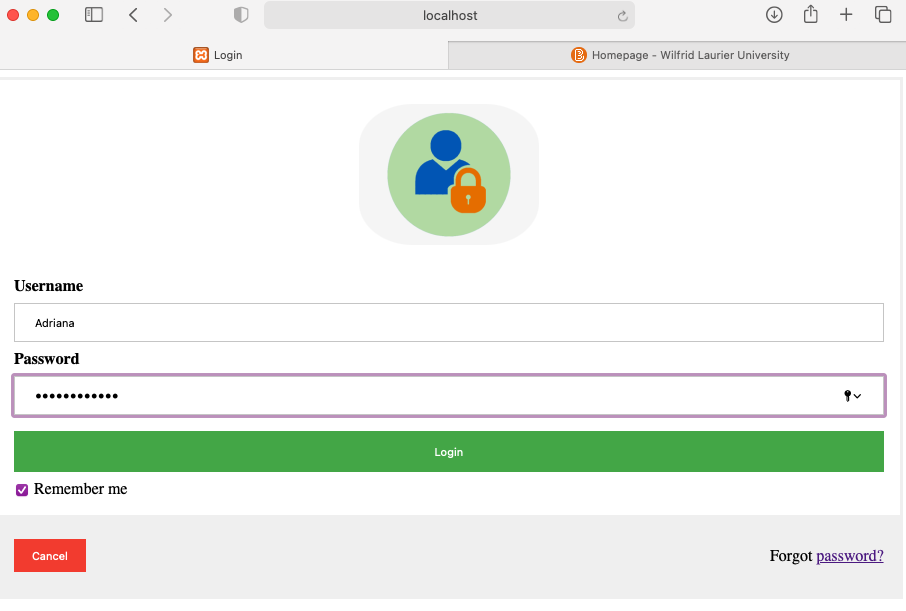 localhost
Login
Homepage - Wilfrid Laurier University
Username
Adriana
Password
••••••••••••
Login
Remember me
Cancel
Forgot password?